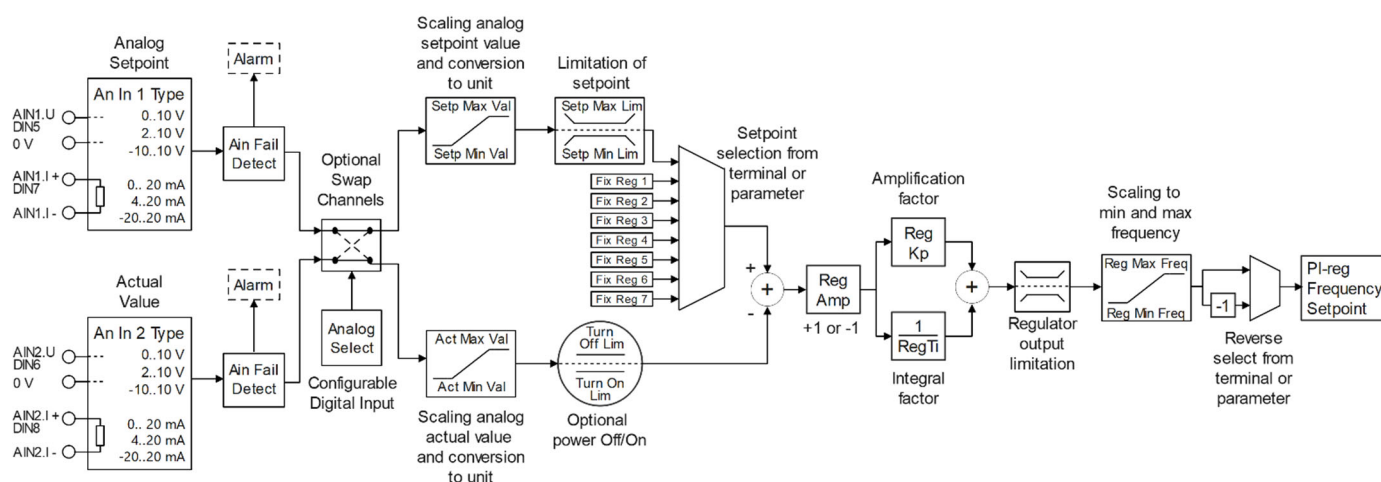 Analog
Setpoint
An In 1 Type
0..10 V
2..10 V
-10..10 V
0.. 20 mA
4..20 mA
-20..20 mA
AIN1.U
DIN5
0 V
AIN1.I +
DIN7
AIN1.I -
Alarm
Ain Fail
Detect
Actual
Value
An In 2 Type
0..10 V
2..10 V
-10..10 V
0.. 20 mA
4..20 mA
-20..20 mA
AIN2.U
DIN6
0 V
AIN2.I +
DIN8
AIN2.I -
Alarm
Ain Fail
Detect
Optional
Swap
Channels
Analog
Select
Configurable
Digital Input
Scaling analog
setpoint value
and conversion
to unit
Setp Max Val
Setp Min Val
Limitation of
setpoint
Setp Max Lim
Setp Min Lim
Act Max Val
Act Min Val
Scaling analog
actual value
and conversion
to unit
Turn
Off Lim
Turn On
Lim
Optional
power Off/On
Fix Reg 1
Fix Reg 2
Fix Reg 3
Fix Reg 4
Fix Reg 5
Fix Reg 6
Fix Reg 7
Setpoint
selection from
terminal or
parameter
+
+
-
Reg
Amp
+1 or -1
Amplification
factor
Reg
Kp
1
RegTi
Integral
factor
+
Regulator
output
limitation
Scaling to
min and max
frequency
Reg Max Freq
Reg Min Freq
-1
Reverse
select from
terminal or
parameter
PI-reg
Frequency
Setpoint